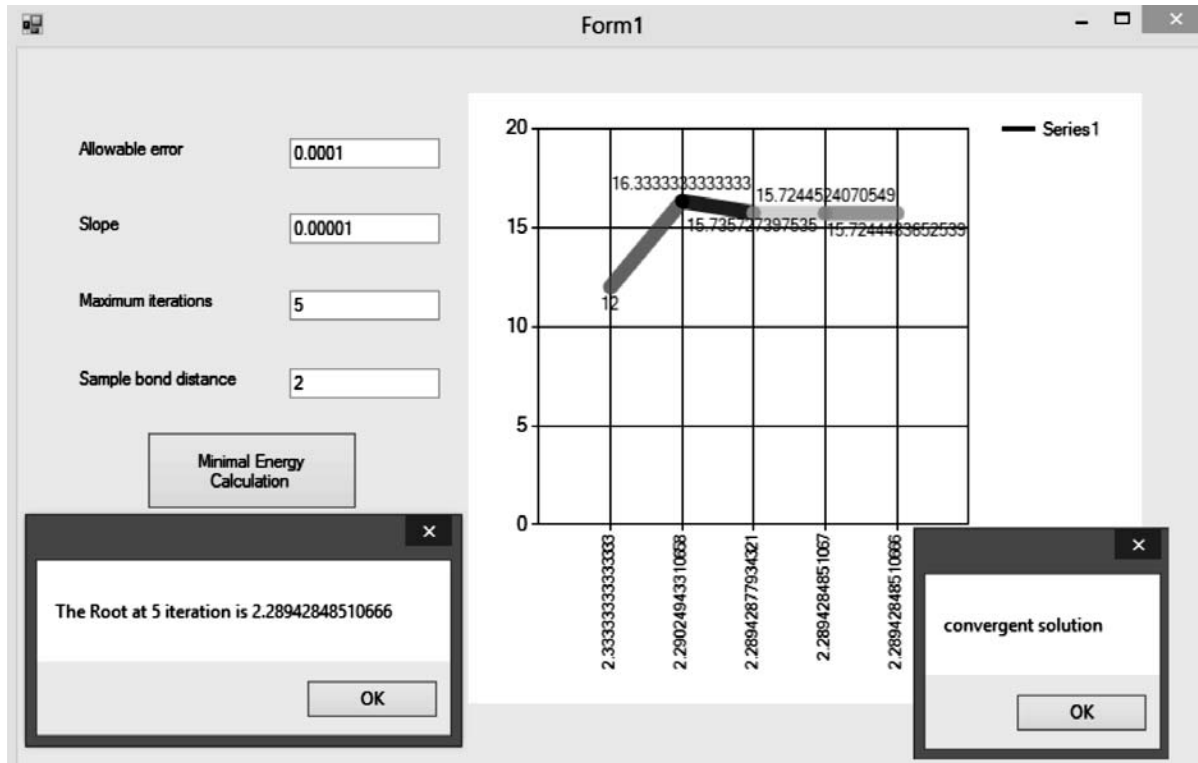 Form1
Allowable error
0.0001
Slope
0.00001
Maximum iterations
5
Sample bond distance
2
Minimal Energy
Calculation
Series1
20
15
10
5
0
16.3333333333333
15.7244524070549
15.735727397535
15.7244483652539
12
2.33333333333333
2.29024943310658
2.28942877934321
2.2894284851067
2.28942848510666
The Root at 5 iteration is 2.28942848510666
OK
convergent solution
OK